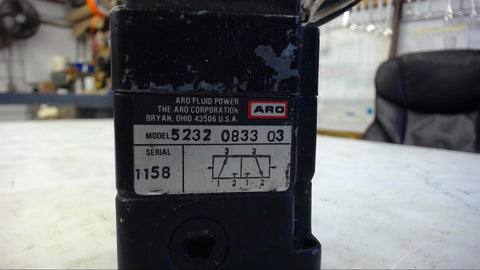 ARO FLUID POWER
THE ARO CORPORATION
BRYAN, OHIO 43506 U.S.A.
ARO
MODEL 5232 0833 03
SERIAL
1158
3 3
1 2 1 2